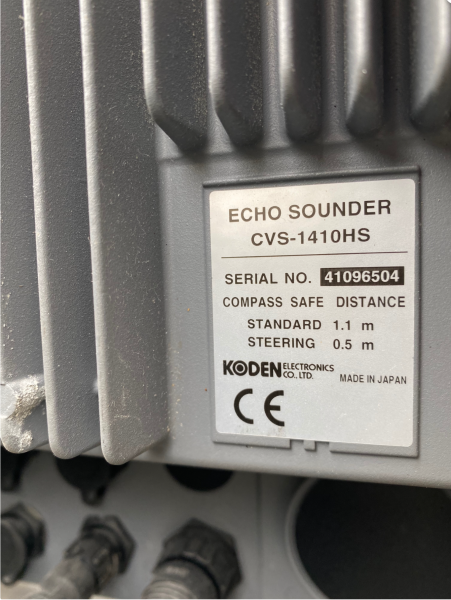 ECHO SOUNDER
CVS-1410HS
SERIAL NO. 41096504
COMPASS SAFE DISTANCE
STANDARD 1.1 m
STEERING 0.5 m
KODEN ELECTRONICS CO., LTD. MADE IN JAPAN
CE